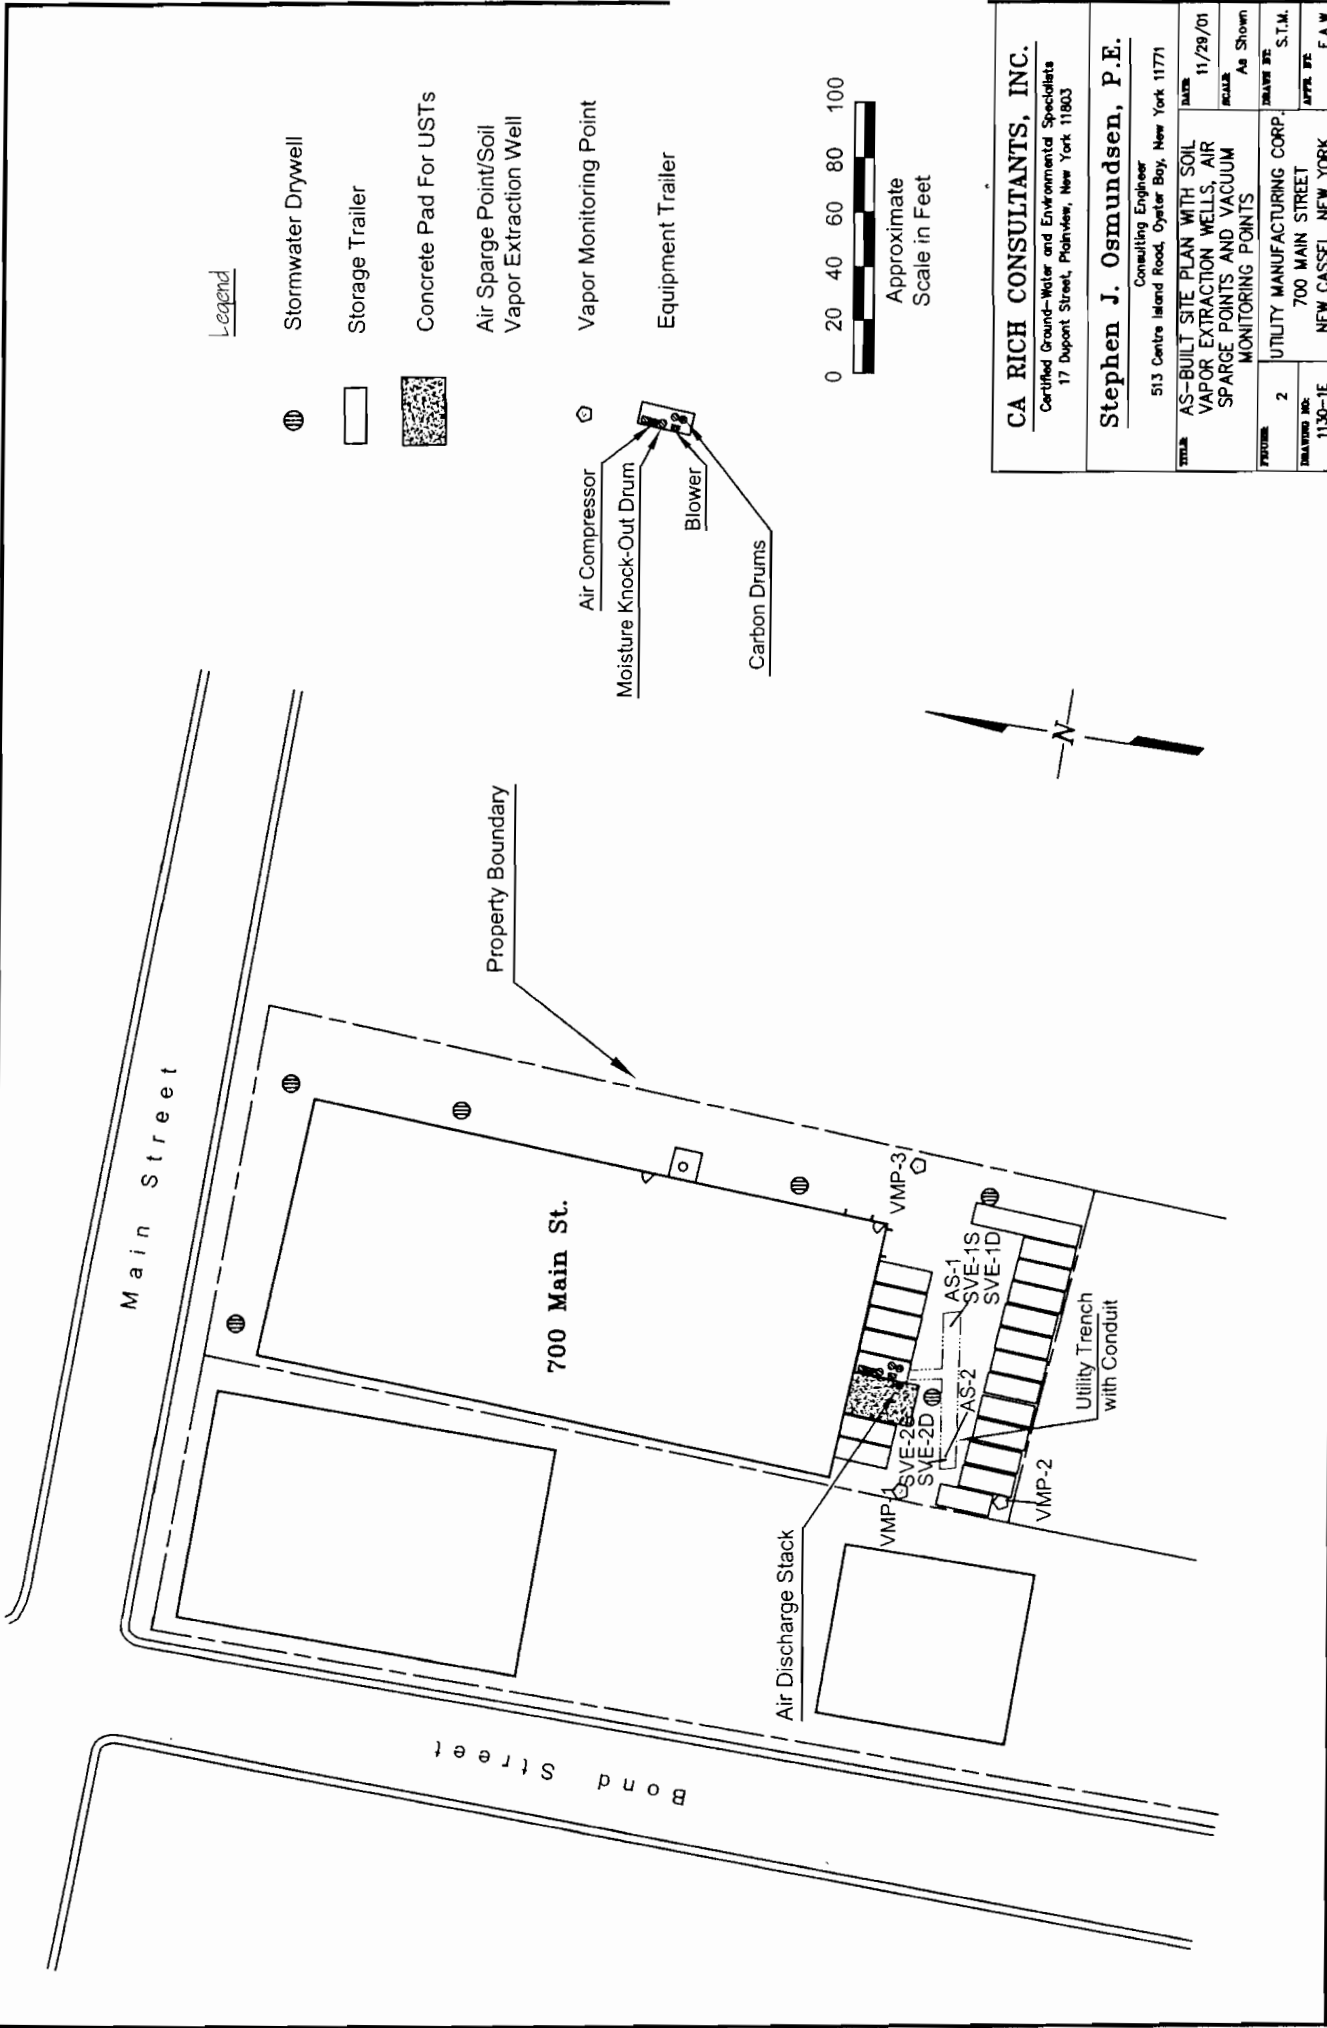 Main Street
Bond Street
700 Main St.
Property Boundary
Air Discharge Stack
VMP-1
SVE-2S
SVE-2D
AS-2
VMP-2
VMP-3
AS-1
SVE-1S
SVE-1D
Utility Trench
with Conduit
N
Legend
Stormwater Drywell
Storage Trailer
Concrete Pad For USTs
Air Sparge Point/Soil
Vapor Extraction Well
Vapor Monitoring Point
Equipment Trailer
Air Compressor
Moisture Knock-Out Drum
Blower
Carbon Drums
0 20 40 60 80 100
Approximate
Scale in Feet
CA RICH CONSULTANTS, INC.
Certified Ground-Water and Environmental Specialists
17 Dupont Street, Plainview, New York 11803
Stephen J. Osmundsen, P.E.
Consulting Engineer
513 Centre Island Road, Oyster Bay, New York 11771
TITLE: AS-BUILT SITE PLAN WITH SOIL
VAPOR EXTRACTION WELLS, AIR
SPARGE POINTS AND VACUUM
MONITORING POINTS
DATE: 11/29/01
SCALE: As Shown
FIGURE: 2
UTILITY MANUFACTURING CORP.
700 MAIN STREET
NEW CASSEL, NEW YORK
DRAWN BY: S.T.M.
DRAWING NO: 1130-1E
APPR. BY: E.A.W.